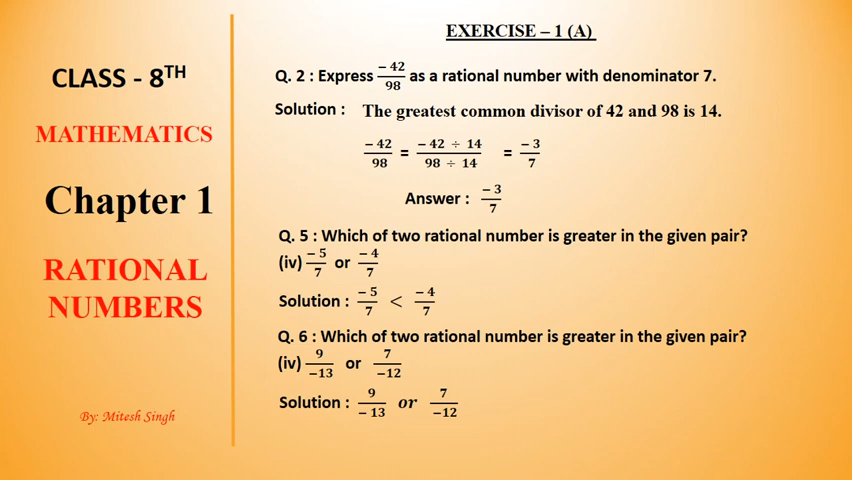 CLASS - 8TH
MATHEMATICS
Chapter 1
RATIONAL
NUMBERS
By: Mitesh Singh
EXERCISE – 1 (A)
Q. 2 : Express −42/98 as a rational number with denominator 7.
Solution : The greatest common divisor of 42 and 98 is 14.
−42/98 = −42 ÷ 14/98 ÷ 14 = −3/7
Answer : −3/7
Q. 5 : Which of two rational number is greater in the given pair?
(iv) −5/7 or −4/7
Solution : −5/7 < −4/7
Q. 6 : Which of two rational number is greater in the given pair?
(iv) 9/−13 or 7/−12
Solution : 9/−13 or 7/−12